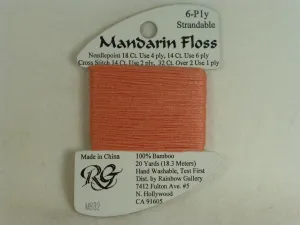 6-Ply
Strandable
Mandarin Floss
Needlepoint 18 Ct. Use 4 ply, 14 Ct. Use 6 ply
Cross Stitch 14 Ct. Use 2 ply, 32 Ct. Over 2 Use 1 ply
Made in China
RG
100% Bamboo
20 Yards (18.3 Meters)
Hand Washable, Test First
Dist. by Rainbow Gallery
7412 Fulton Ave. #5
N. Hollywood
CA 91605